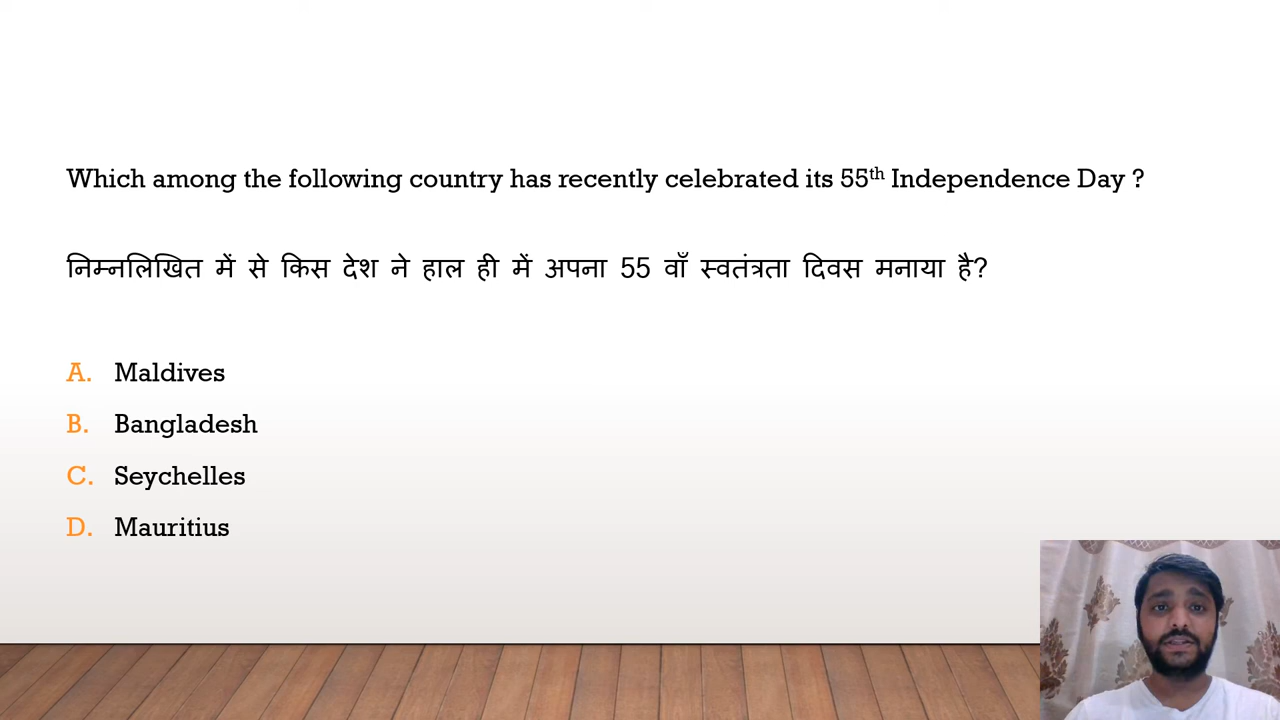 Which among the following country has recently celebrated its 55th Independence Day ?
निम्नलिखित में से किस देश ने हाल ही में अपना 55 वाँ स्वतंत्रता दिवस मनाया है?
A. Maldives
B. Bangladesh
C. Seychelles
D. Mauritius